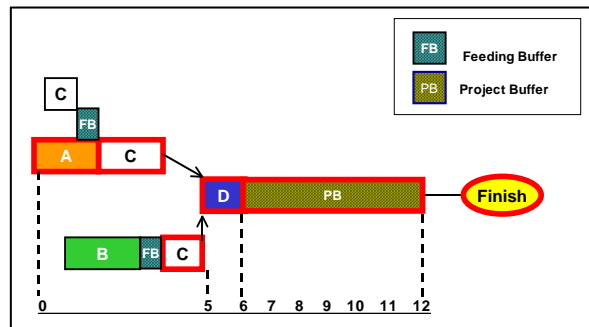 FB Feeding Buffer
PB Project Buffer
C
FB
A C
D PB Finish
B FB C
0 5 6 7 8 9 10 11 12